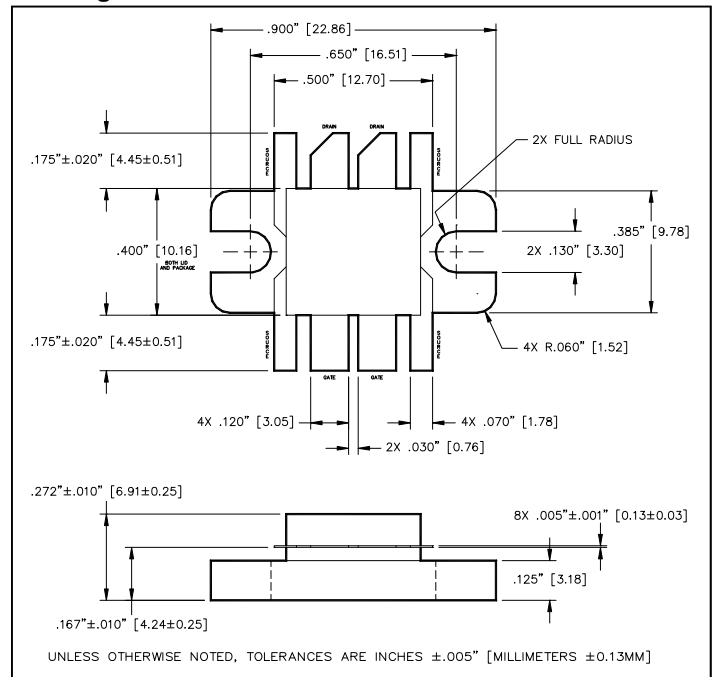 .900" [22.86]
.650" [16.51]
.500" [12.70]
DRAIN
DRAIN
2X FULL RADIUS
.175"±.020" [4.45±0.51]
SOURCE
SOURCE
.385" [9.78]
.400" [10.16]
BOTH LID
AND PACKAGE
2X .130" [3.30]
SOURCE
SOURCE
.175"±.020" [4.45±0.51]
4X R.060" [1.52]
GATE
GATE
4X .120" [3.05]
4X .070" [1.78]
2X .030" [0.76]
.272"±.010" [6.91±0.25]
8X .005"±.001" [0.13±0.03]
.125" [3.18]
.167"±.010" [4.24±0.25]
UNLESS OTHERWISE NOTED, TOLERANCES ARE INCHES ±.005" [MILLIMETERS ±0.13MM]